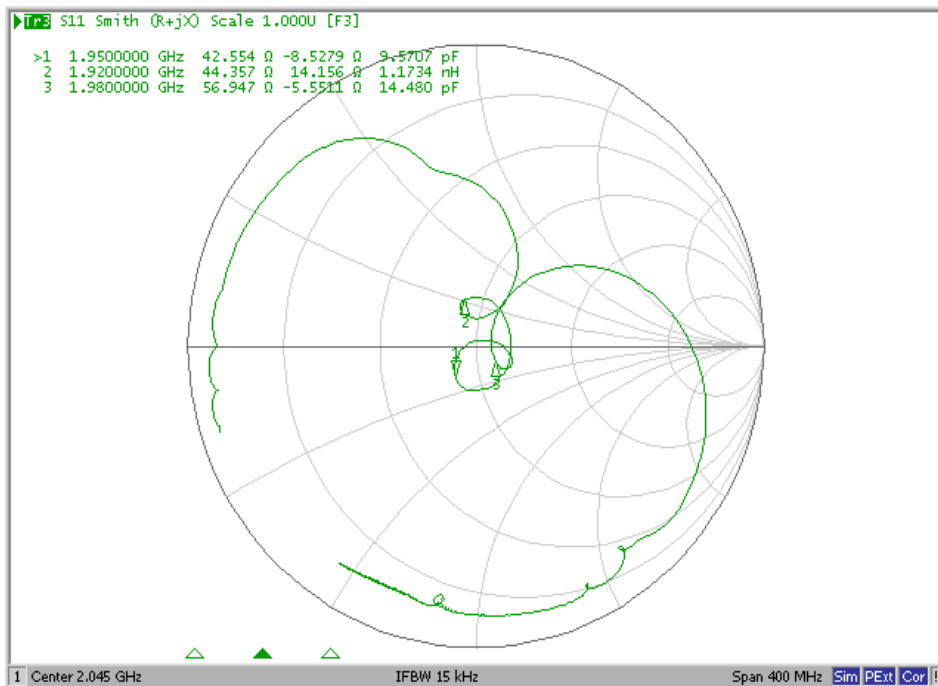 Tr3 S11 Smith (R+jX) Scale 1.000U [F3]
>1 1.9500000 GHz 42.554 Ω -8.5279 Ω 9.5707 pF
2 1.9200000 GHz 44.357 Ω 14.156 Ω 1.1734 nH
3 1.9800000 GHz 56.947 Ω -5.5511 Ω 14.480 pF
1
2
3
1 Center 2.045 GHz IFBW 15 kHz Span 400 MHz Sim PExt Cor !